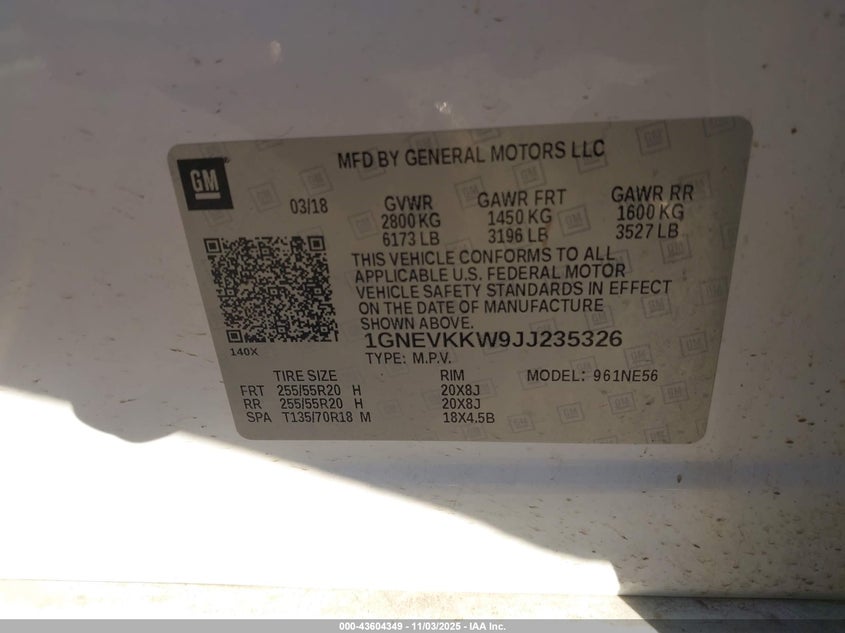 MFD BY GENERAL MOTORS LLC
GM
03/18
GVWR
2800 KG
6173 LB
GAWR FRT
1450 KG
3196 LB
GAWR RR
1600 KG
3527 LB
THIS VEHICLE CONFORMS TO ALL
APPLICABLE U.S. FEDERAL MOTOR
VEHICLE SAFETY STANDARDS IN EFFECT
ON THE DATE OF MANUFACTURE
SHOWN ABOVE.
1GNEVKKW9JJ235326
140X
TYPE: M.P.V.
TIRE SIZE RIM MODEL: 961NE56
FRT 255/55R20 H 20X8J
RR 255/55R20 H 20X8J
SPA T135/70R18 M 18X4.5B
000-43604349 - 11/03/2025 - IAA Inc.